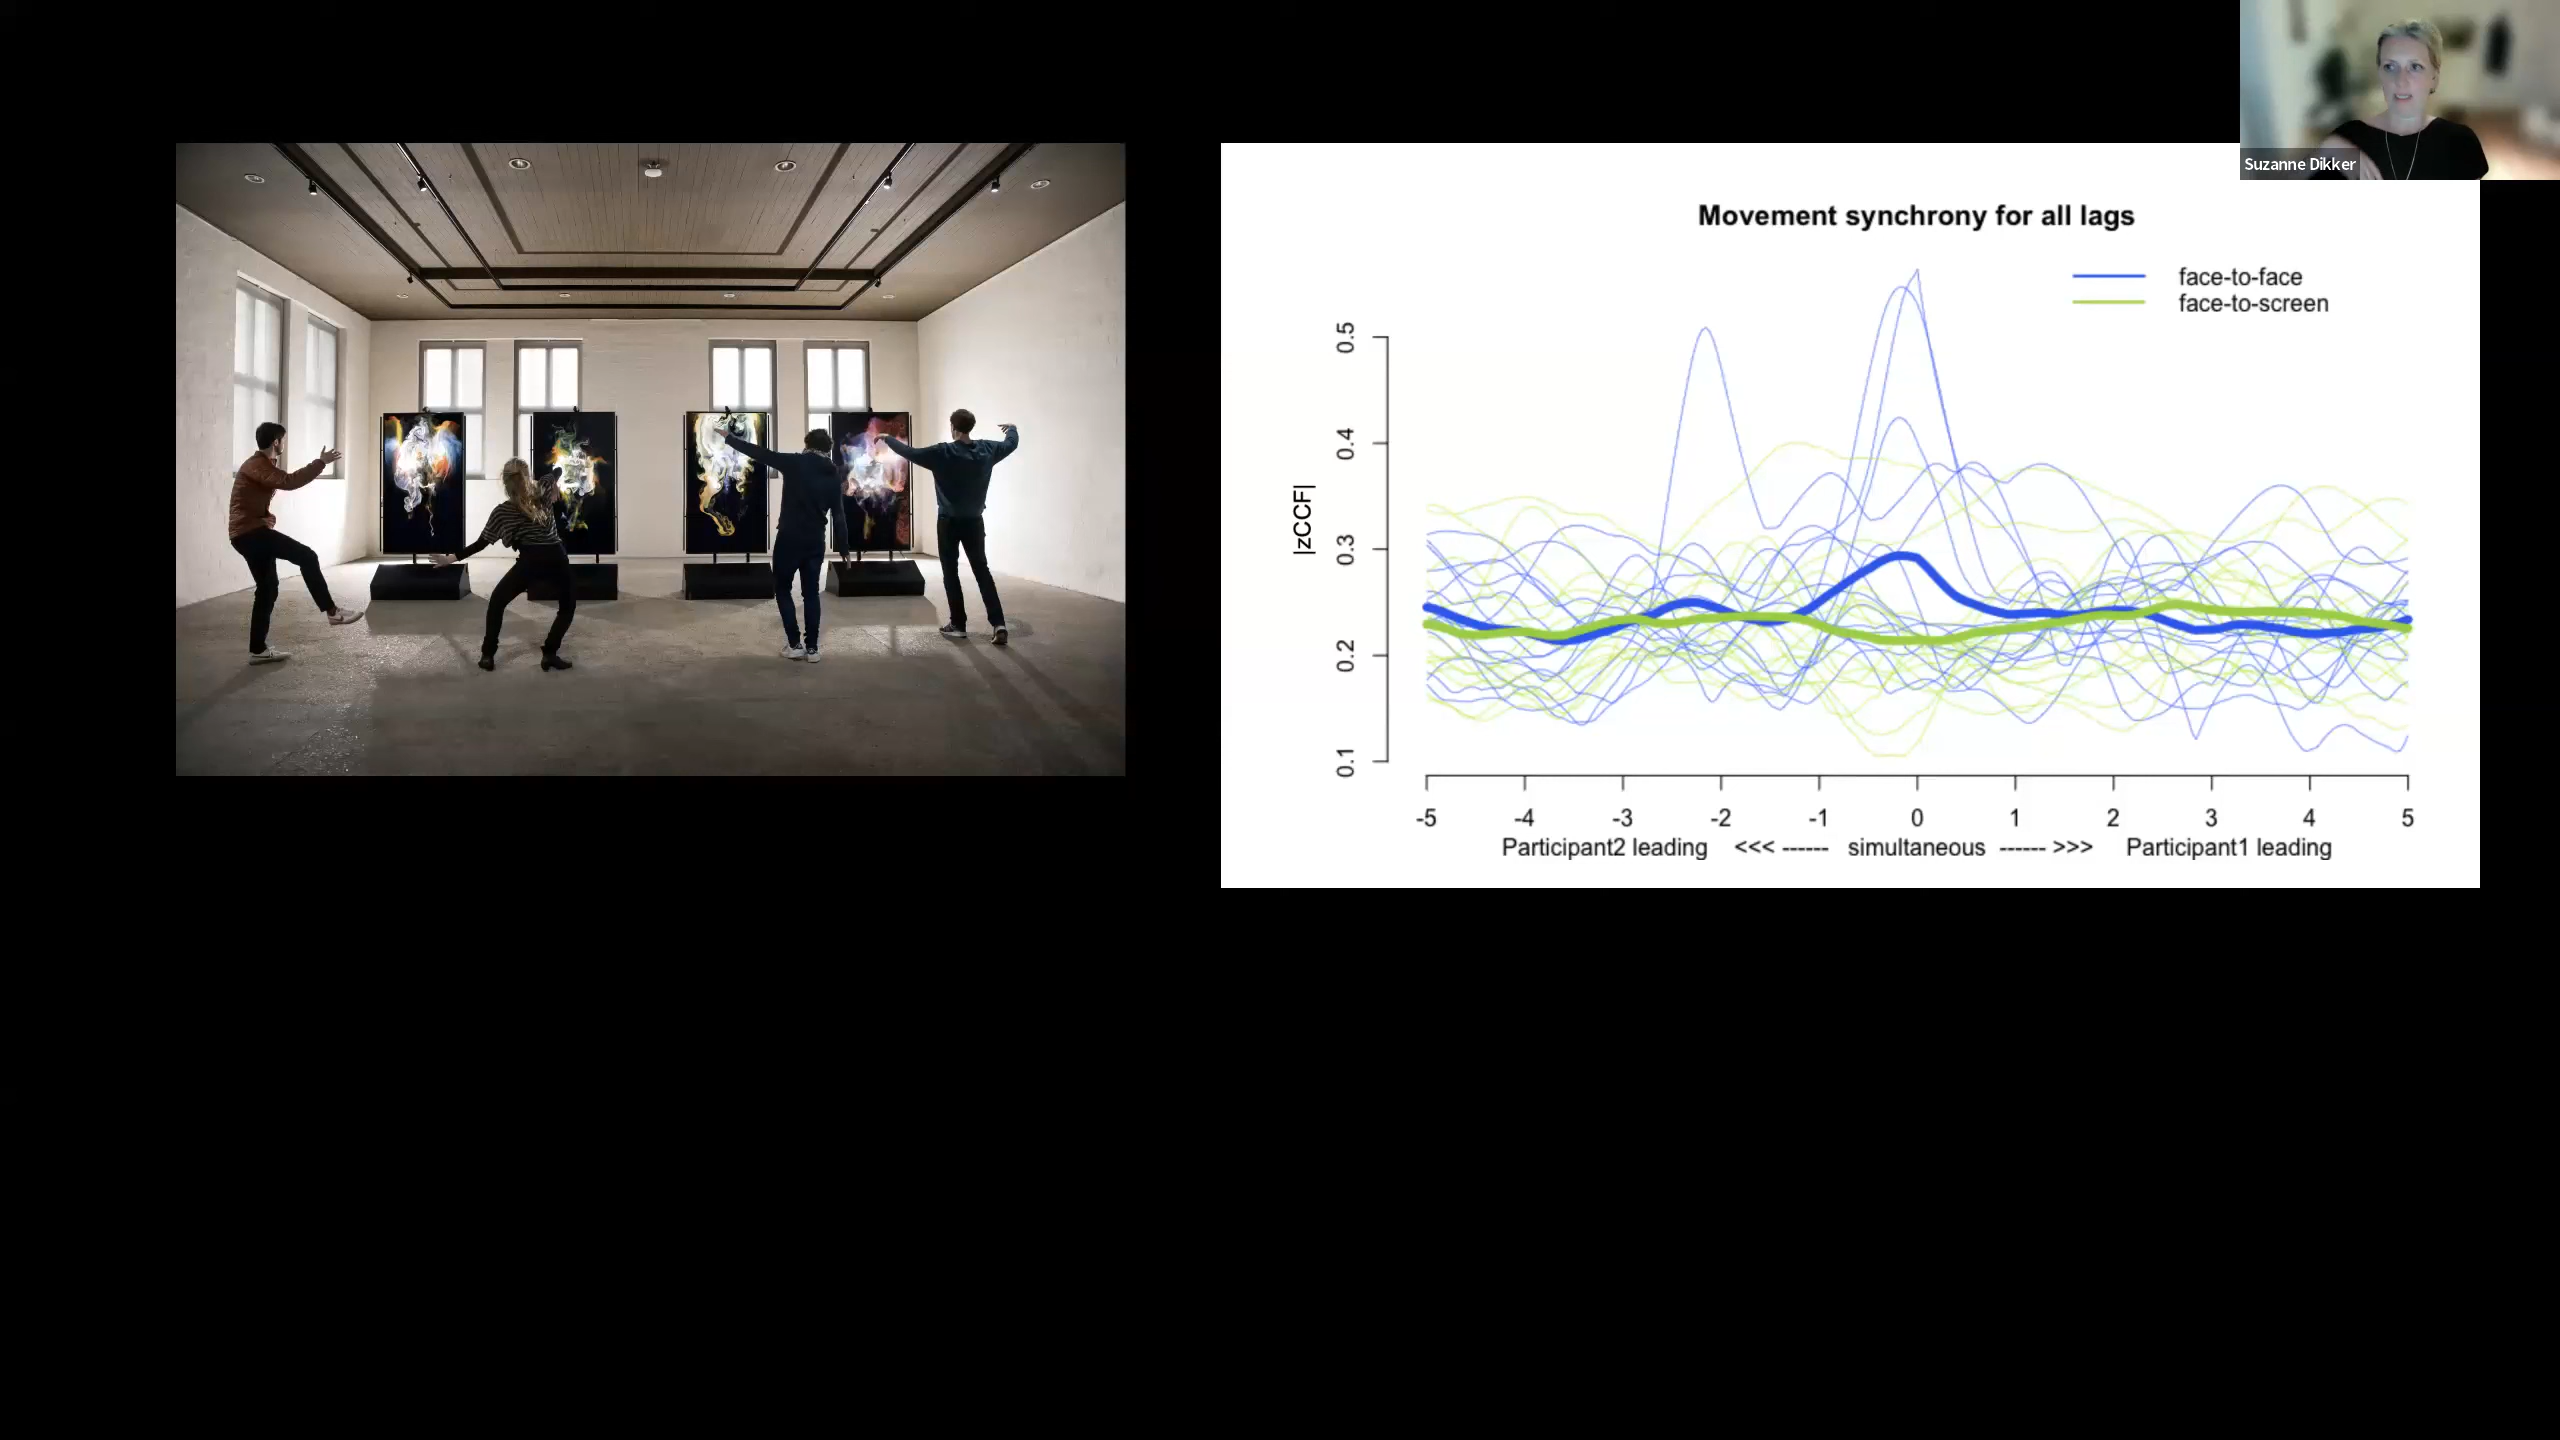 Suzanne Dikker
Movement synchrony for all lags
face-to-face
face-to-screen
|zCCF|
0.5
0.4
0.3
0.2
0.1
-5 -4 -3 -2 -1 0 1 2 3 4 5
Participant2 leading <<< ------ simultaneous ------ >>> Participant1 leading